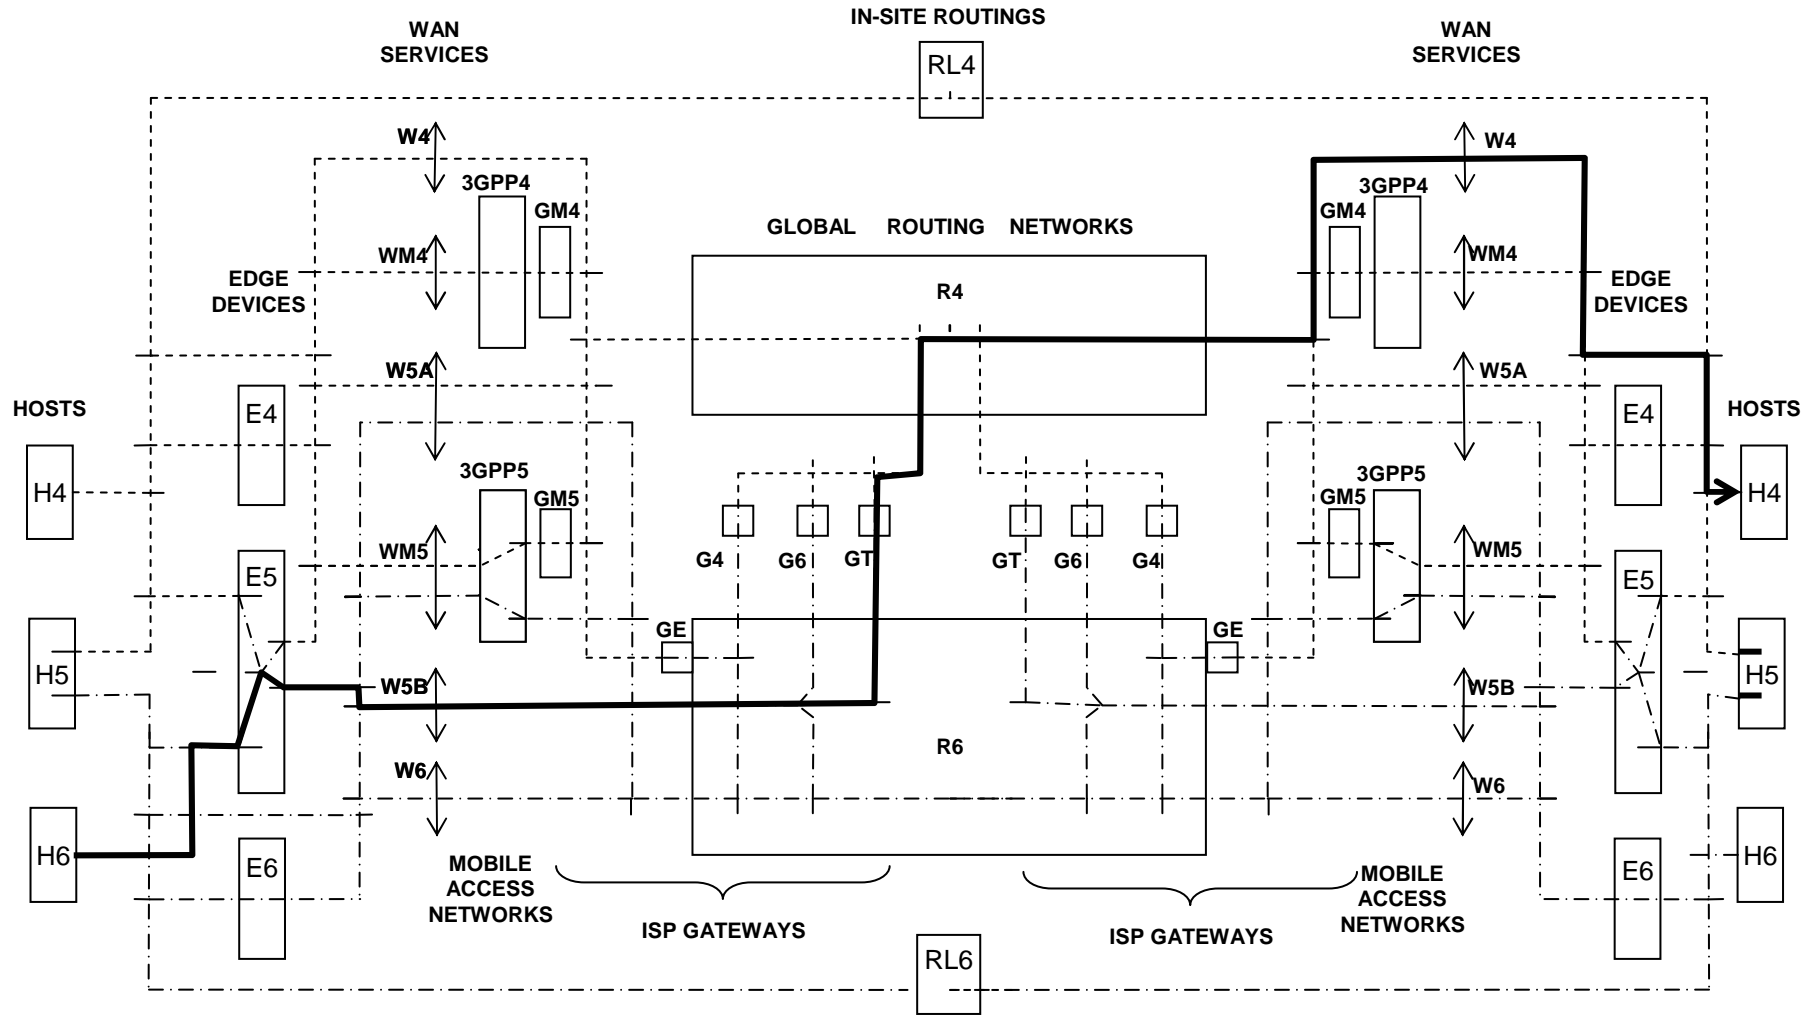 IN-SITE ROUTINGS
WAN
SERVICES
WAN
SERVICES
RL4
W4
W4
3GPP4
3GPP4
GM4
GM4
GLOBAL ROUTING NETWORKS
WM4
WM4
EDGE
DEVICES
EDGE
DEVICES
R4
W5A
W5A
HOSTS
HOSTS
E4
E4
3GPP5
3GPP5
H4
H4
GM5
GM5
WM5
WM5
G4
G6
GT
GT
G6
G4
E5
E5
GE
GE
H5
H5
W5B
W5B
R6
W6
W6
H6
H6
E6
E6
MOBILE
ACCESS
NETWORKS
MOBILE
ACCESS
NETWORKS
ISP GATEWAYS
ISP GATEWAYS
RL6